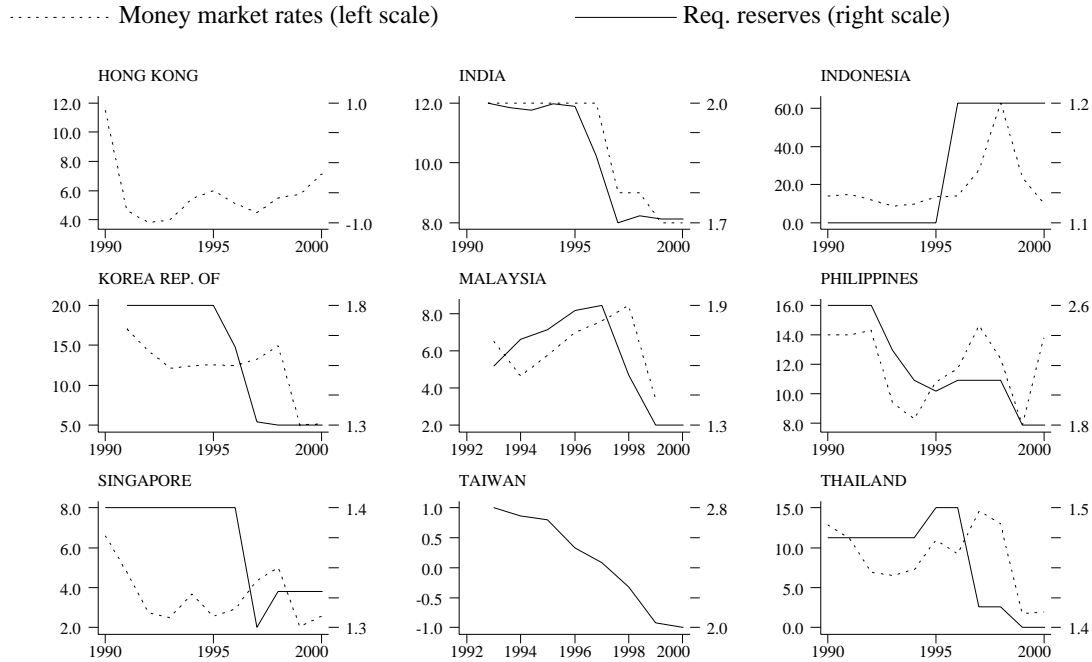 Money market rates (left scale) Req. reserves (right scale)
HONG KONG INDIA INDONESIA
12.0 1.0 12.0 2.0 60.0 1.2
10.0
8.0 10.0 40.0
6.0 20.0
4.0 -1.0 8.0 1.7 0.0 1.1
1990 1995 2000 1990 1995 2000 1990 1995 2000
KOREA REP. OF MALAYSIA PHILIPPINES
20.0 1.8 8.0 1.9 16.0 2.6
15.0 6.0 14.0
12.0
10.0 4.0 10.0
5.0 1.3 2.0 1.3 8.0 1.8
1990 1995 2000 1992 1994 1996 1998 2000 1990 1995 2000
SINGAPORE TAIWAN THAILAND
8.0 1.4 1.0 2.8 15.0 1.5
6.0 0.5 10.0
0.0
4.0 -0.5 5.0
2.0 1.3 -1.0 2.0 0.0 1.4
1990 1995 2000 1992 1994 1996 1998 2000 1990 1995 2000